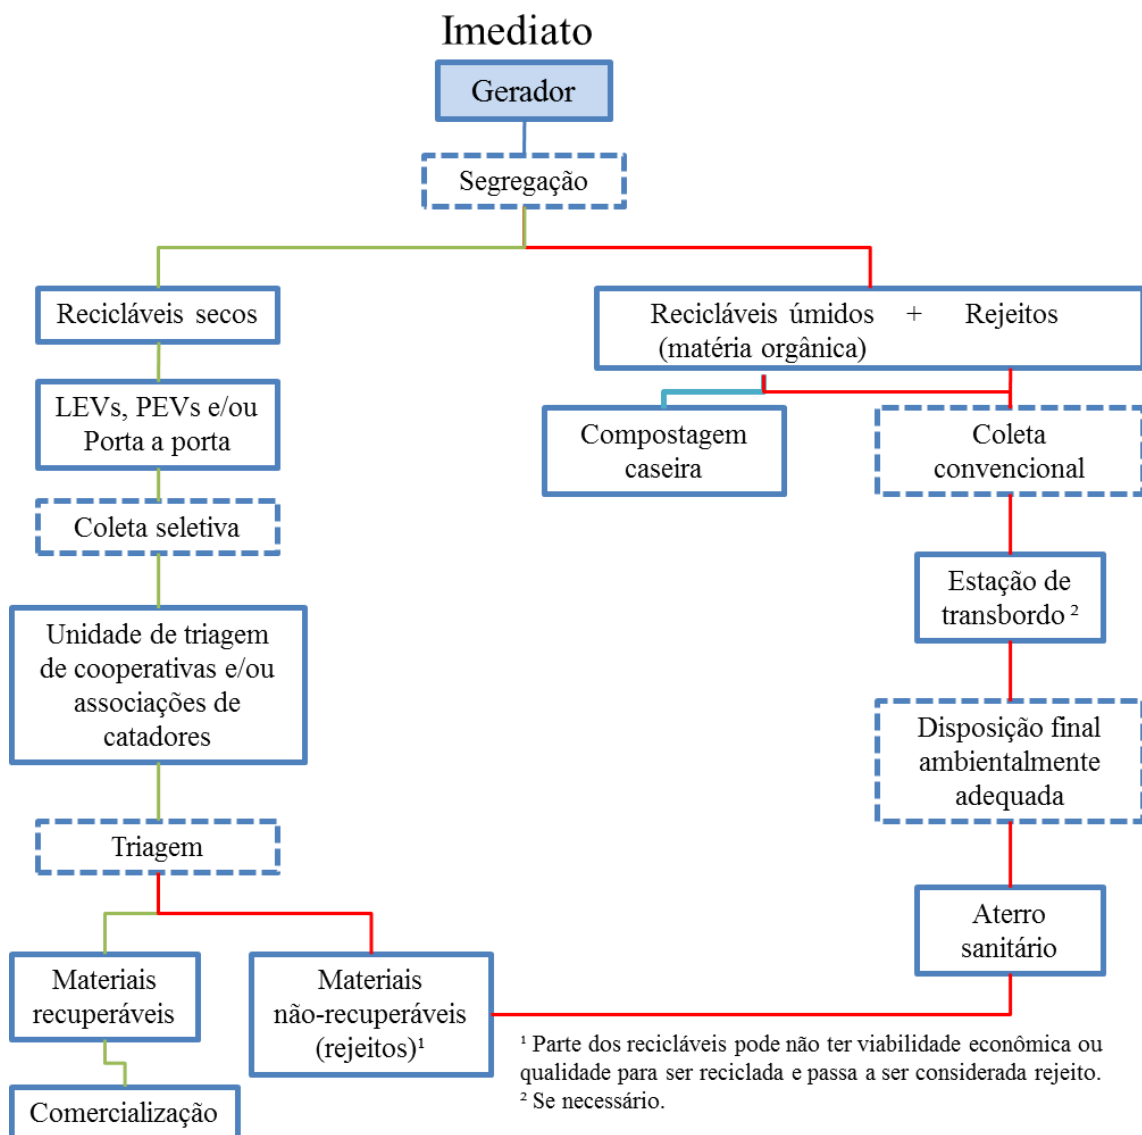 Imediato
Gerador
Segregação
Recicláveis secos
Recicláveis úmidos + Rejeitos
(matéria orgânica)
LEVs, PEVs e/ou
Porta a porta
Compostagem
caseira
Coleta
convencional
Coleta seletiva
Estação de
transbordo ²
Unidade de triagem
de cooperativas e/ou
associações de
catadores
Disposição final
ambientalmente
adequada
Triagem
Aterro
sanitário
Materiais
recuperáveis
Materiais
não-recuperáveis
(rejeitos)¹
Comercialização
¹ Parte dos recicláveis pode não ter viabilidade econômica ou
qualidade para ser reciclada e passa a ser considerada rejeito.
² Se necessário.